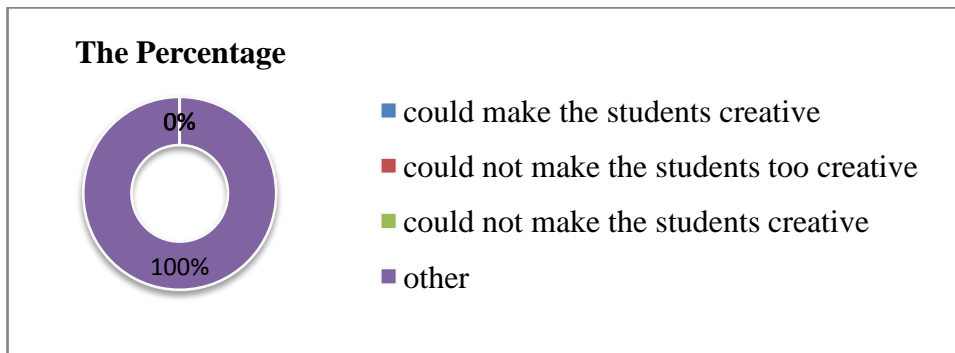 The Percentage
0%
100%
could make the students creative
could not make the students too creative
could not make the students creative
other